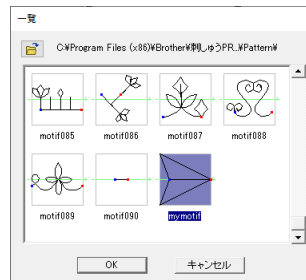 一覧
C:¥Program Files (x86)¥Brother¥刺しゅうPR..¥Pattern¥
motif085 motif086 motif087 motif088
motif089 motif090 mymotif
OK キャンセル